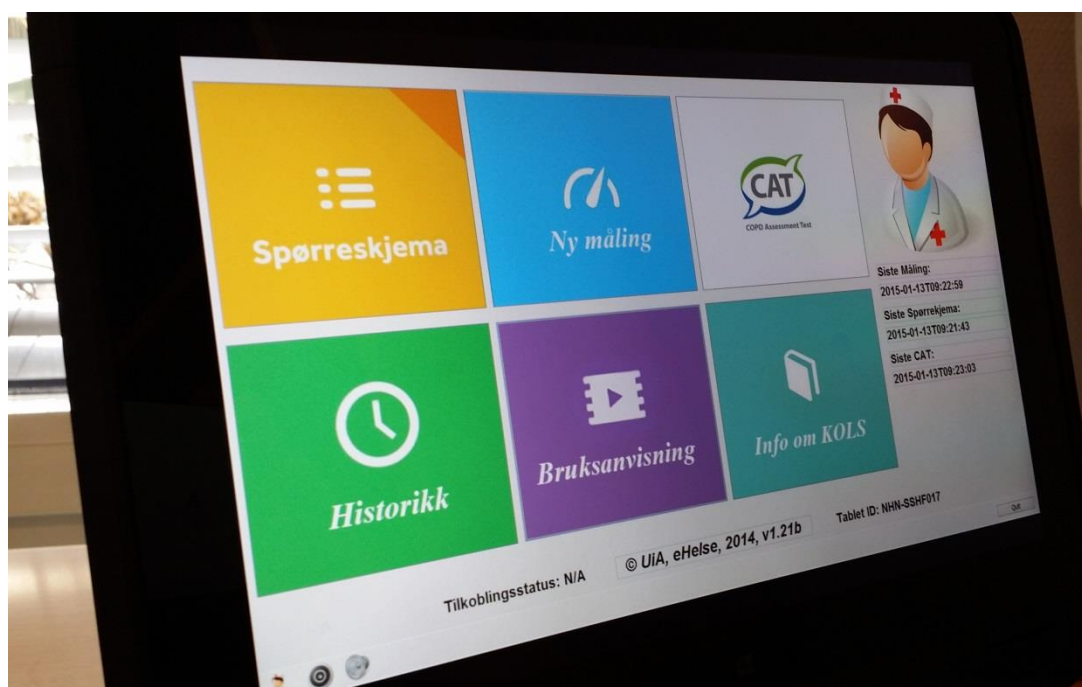 Spørreskjema
Ny måling
CAT
COPD Assessment Test
Siste Måling:
2015-01-13T09:22:59
Siste Spørrekjema:
2015-01-13T09:21:43
Siste CAT:
2015-01-13T09:23:03
Historikk
Bruksanvisning
Info om KOLS
Tilkoblingsstatus: N/A
© UiA, eHelse, 2014, v1.21b
Tablet ID: NHN-SSHF017
Quit